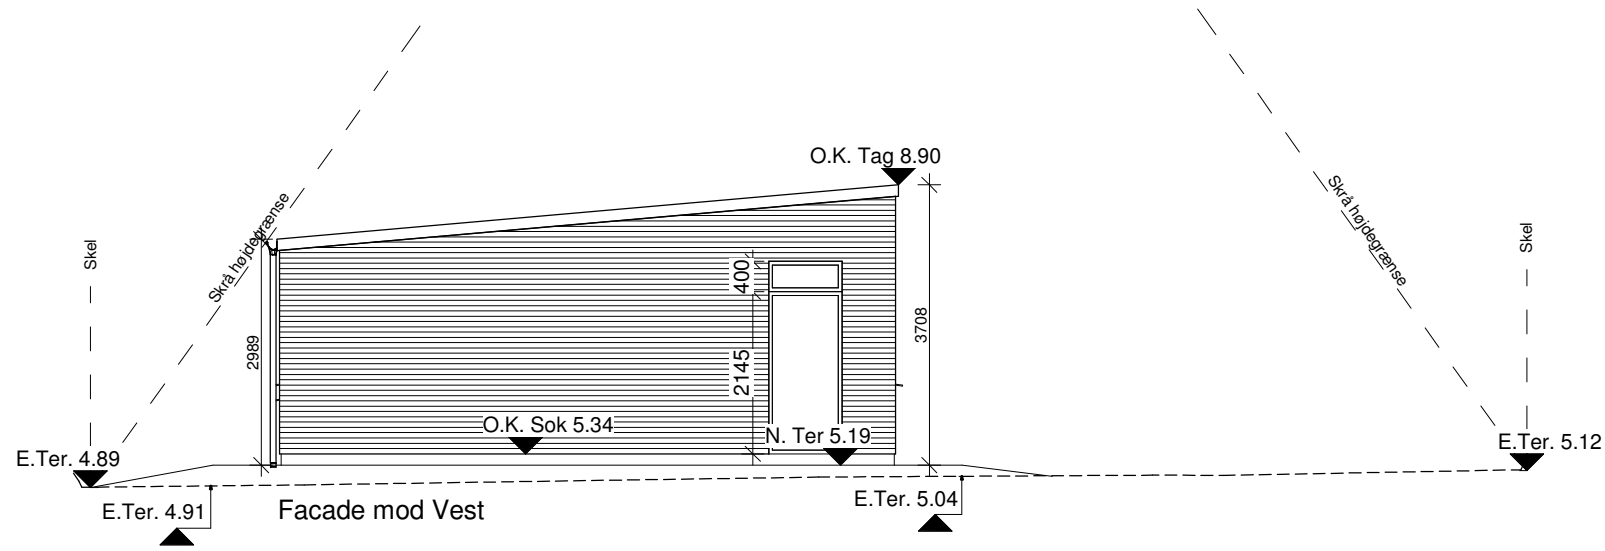 O.K. Tag 8.90
Skrå højdegrænse
Skrå højdegrænse
Skel
Skel
400
2989
3708
2145
O.K. Sok 5.34
N. Ter 5.19
E.Ter. 4.89
E.Ter. 5.12
E.Ter. 4.91
Facade mod Vest
E.Ter. 5.04